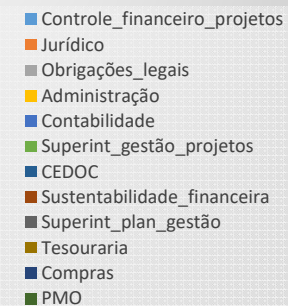 Controle_financeiro_projetos
Jurídico
Obrigações_legais
Administração
Contabilidade
Superint_gestão_projetos
CEDOC
Sustentabilidade_financeira
Superint_plan_gestão
Tesouraria
Compras
PMO